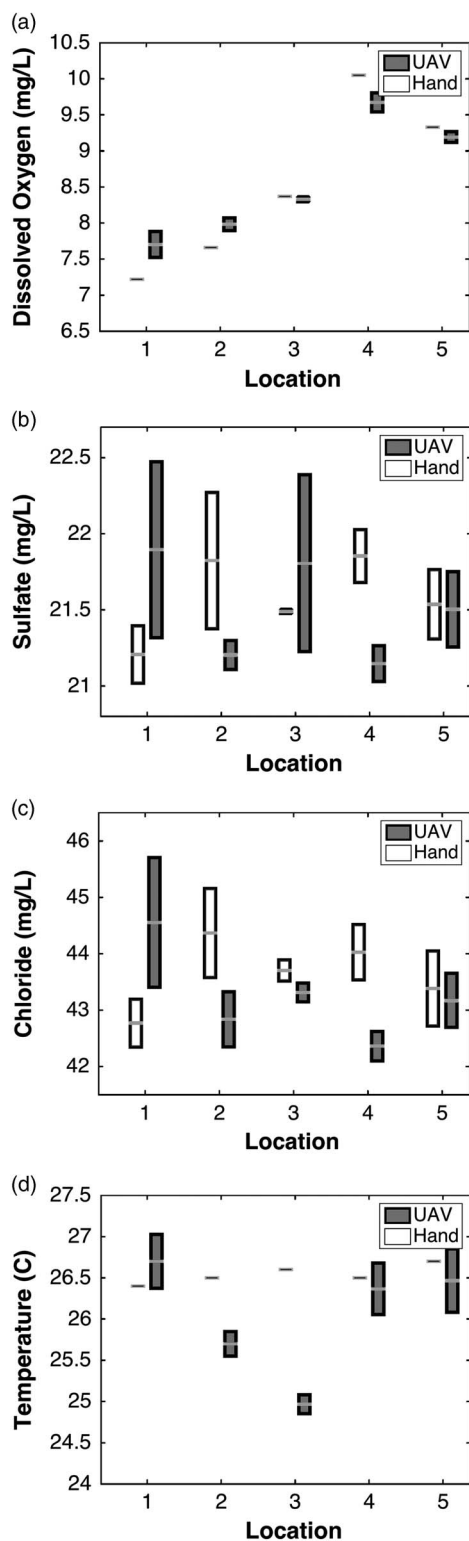 (a)
Dissolved Oxygen (mg/L)
10.5
10
9.5
9
8.5
8
7.5
7
6.5
UAV
Hand
1 2 3 4 5
Location
(b)
Sulfate (mg/L)
22.5
22
21.5
21
UAV
Hand
1 2 3 4 5
Location
(c)
Chloride (mg/L)
46
45
44
43
42
UAV
Hand
1 2 3 4 5
Location
(d)
Temperature (C)
27.5
27
26.5
26
25.5
25
24.5
24
UAV
Hand
1 2 3 4 5
Location